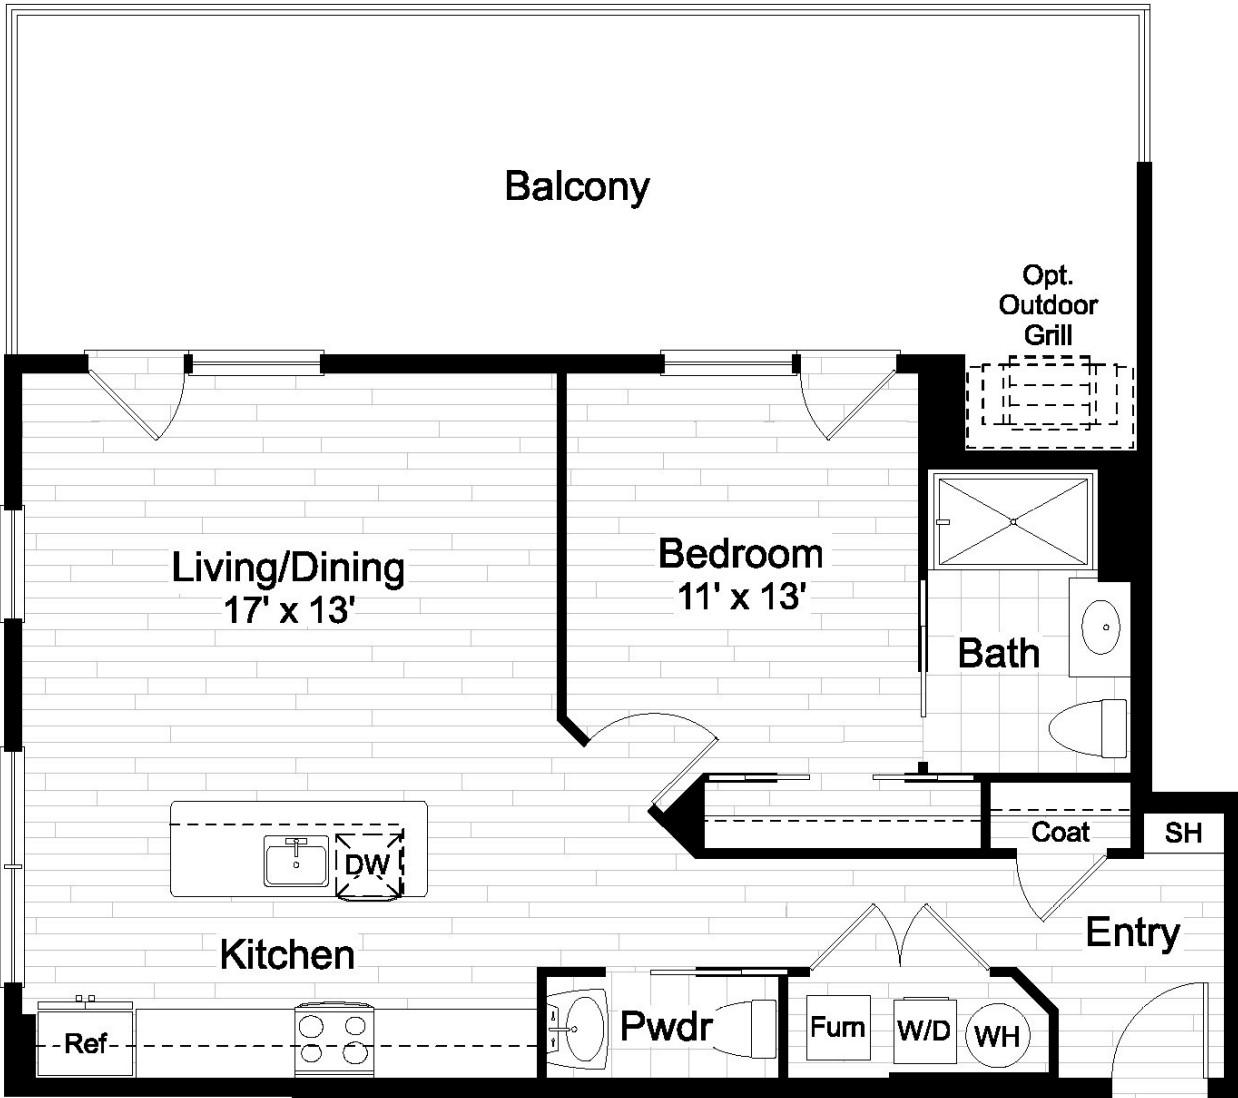 Balcony
Opt.
Outdoor
Grill
Living/Dining
17' x 13'
Bedroom
11' x 13'
Bath
Coat
SH
DW
Entry
Kitchen
Ref
Pwdr
Furn
W/D
WH